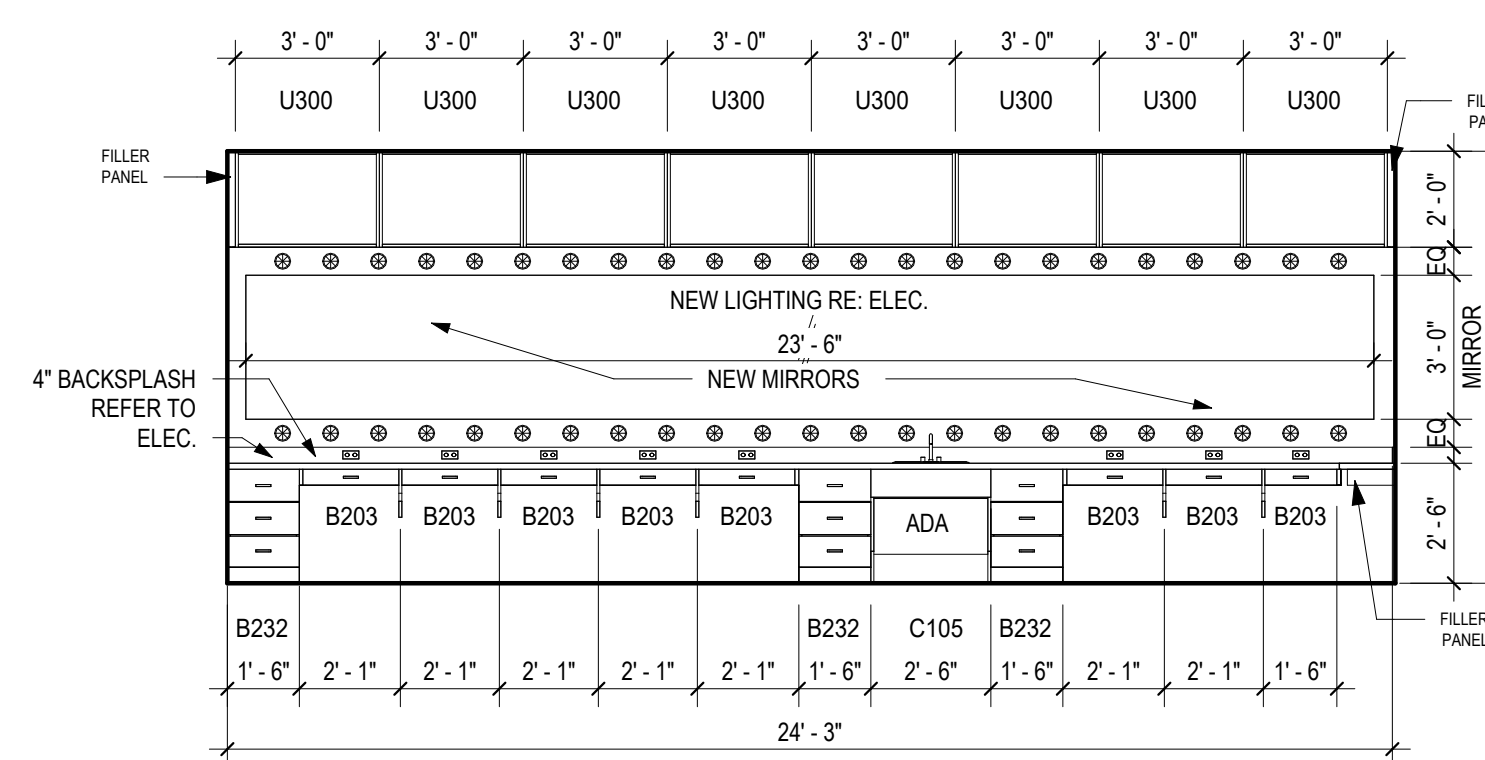 3' - 0" 3' - 0" 3' - 0" 3' - 0" 3' - 0" 3' - 0" 3' - 0" 3' - 0"
U300 U300 U300 U300 U300 U300 U300 U300
FILLER
PANEL
2' - 0"
EQ
NEW LIGHTING RE: ELEC.
23' - 6"
NEW MIRRORS
3' - 0"
MIRROR
4" BACKSPLASH
REFER TO
ELEC.
EQ
B203 B203 B203 B203 B203 ADA B203 B203 B203
2' - 6"
FILLER
PANEL
B232 B232 C105 B232
1' - 6" 2' - 1" 2' - 1" 2' - 1" 2' - 1" 2' - 1" 1' - 6" 2' - 6" 1' - 6" 2' - 1" 2' - 1" 1' - 6"
24' - 3"